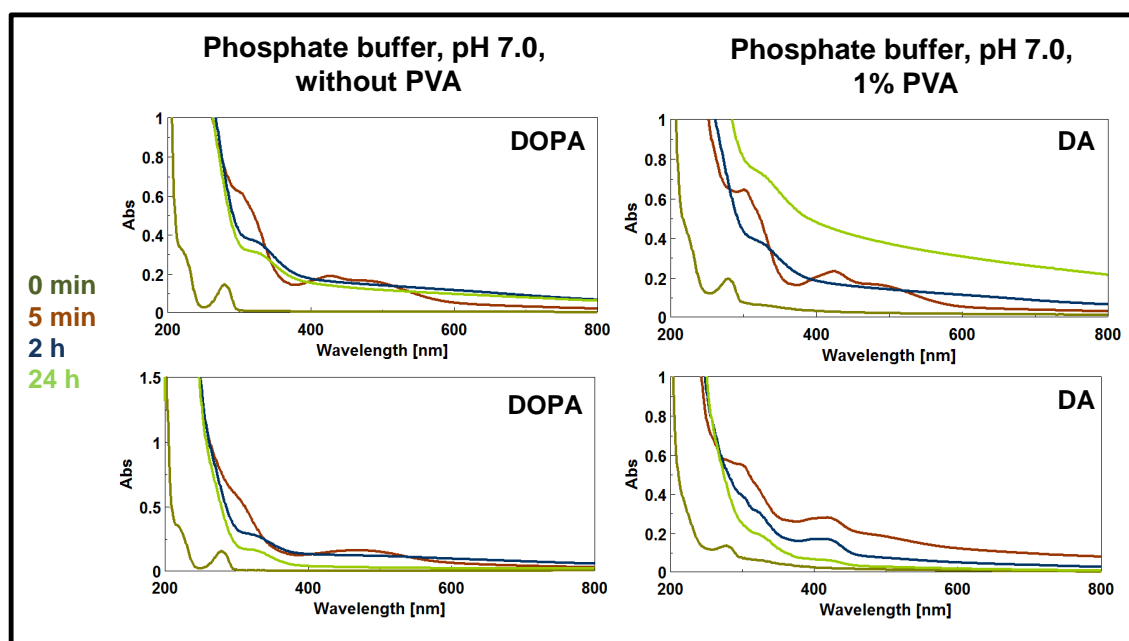 Phosphate buffer, pH 7.0,
without PVA
Phosphate buffer, pH 7.0,
1% PVA
0 min
5 min
2 h
24 h
DOPA
Abs
1
0.8
0.6
0.4
0.2
0
200
400
600
800
Wavelength [nm]
DA
Abs
1
0.8
0.6
0.4
0.2
0
200
400
600
800
Wavelength [nm]
DOPA
Abs
1.5
1
0.5
0
200
400
600
800
Wavelength [nm]
DA
Abs
1
0.8
0.6
0.4
0.2
0
200
400
600
800
Wavelength [nm]